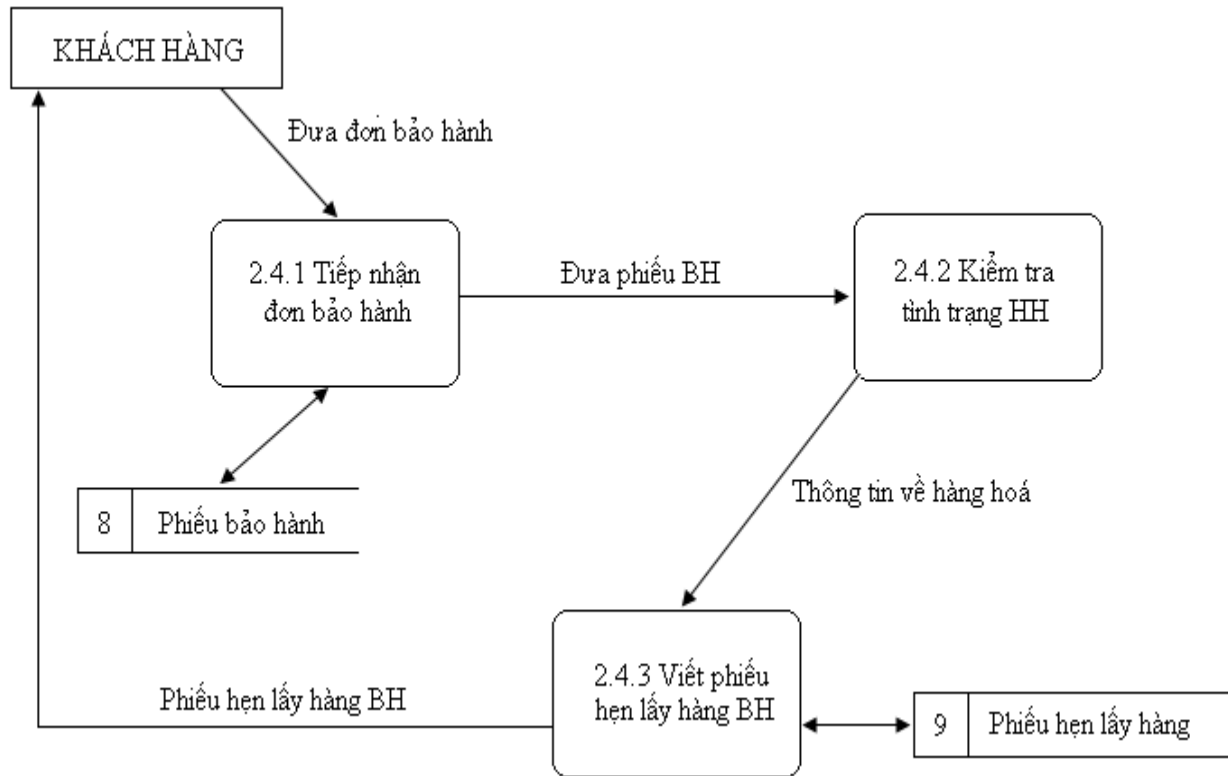 KHÁCH HÀNG
Đưa đơn bảo hành
2.4.1 Tiếp nhận
đơn bảo hành
Đưa phiếu BH
2.4.2 Kiểm tra
tình trạng HH
8 Phiếu bảo hành
Thông tin về hàng hoá
Phiếu hẹn lấy hàng BH
2.4.3 Viết phiếu
hẹn lấy hàng BH
9 Phiếu hẹn lấy hàng